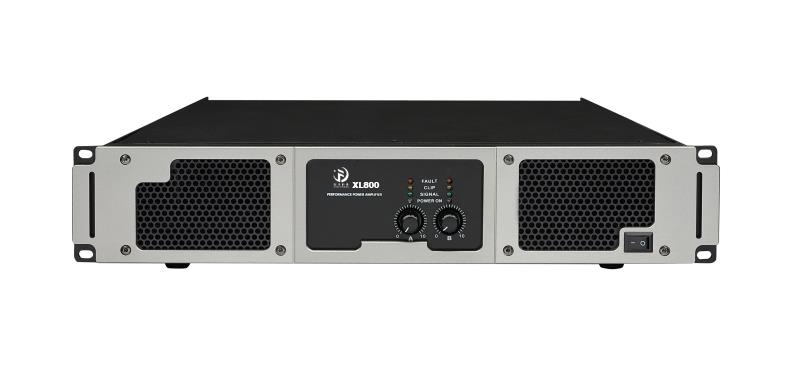 XL800
PERFORMANCE POWER AMPLIFIER
FAULT
CLIP
SIGNAL
POWER ON
0 10 0 10
A B
- O